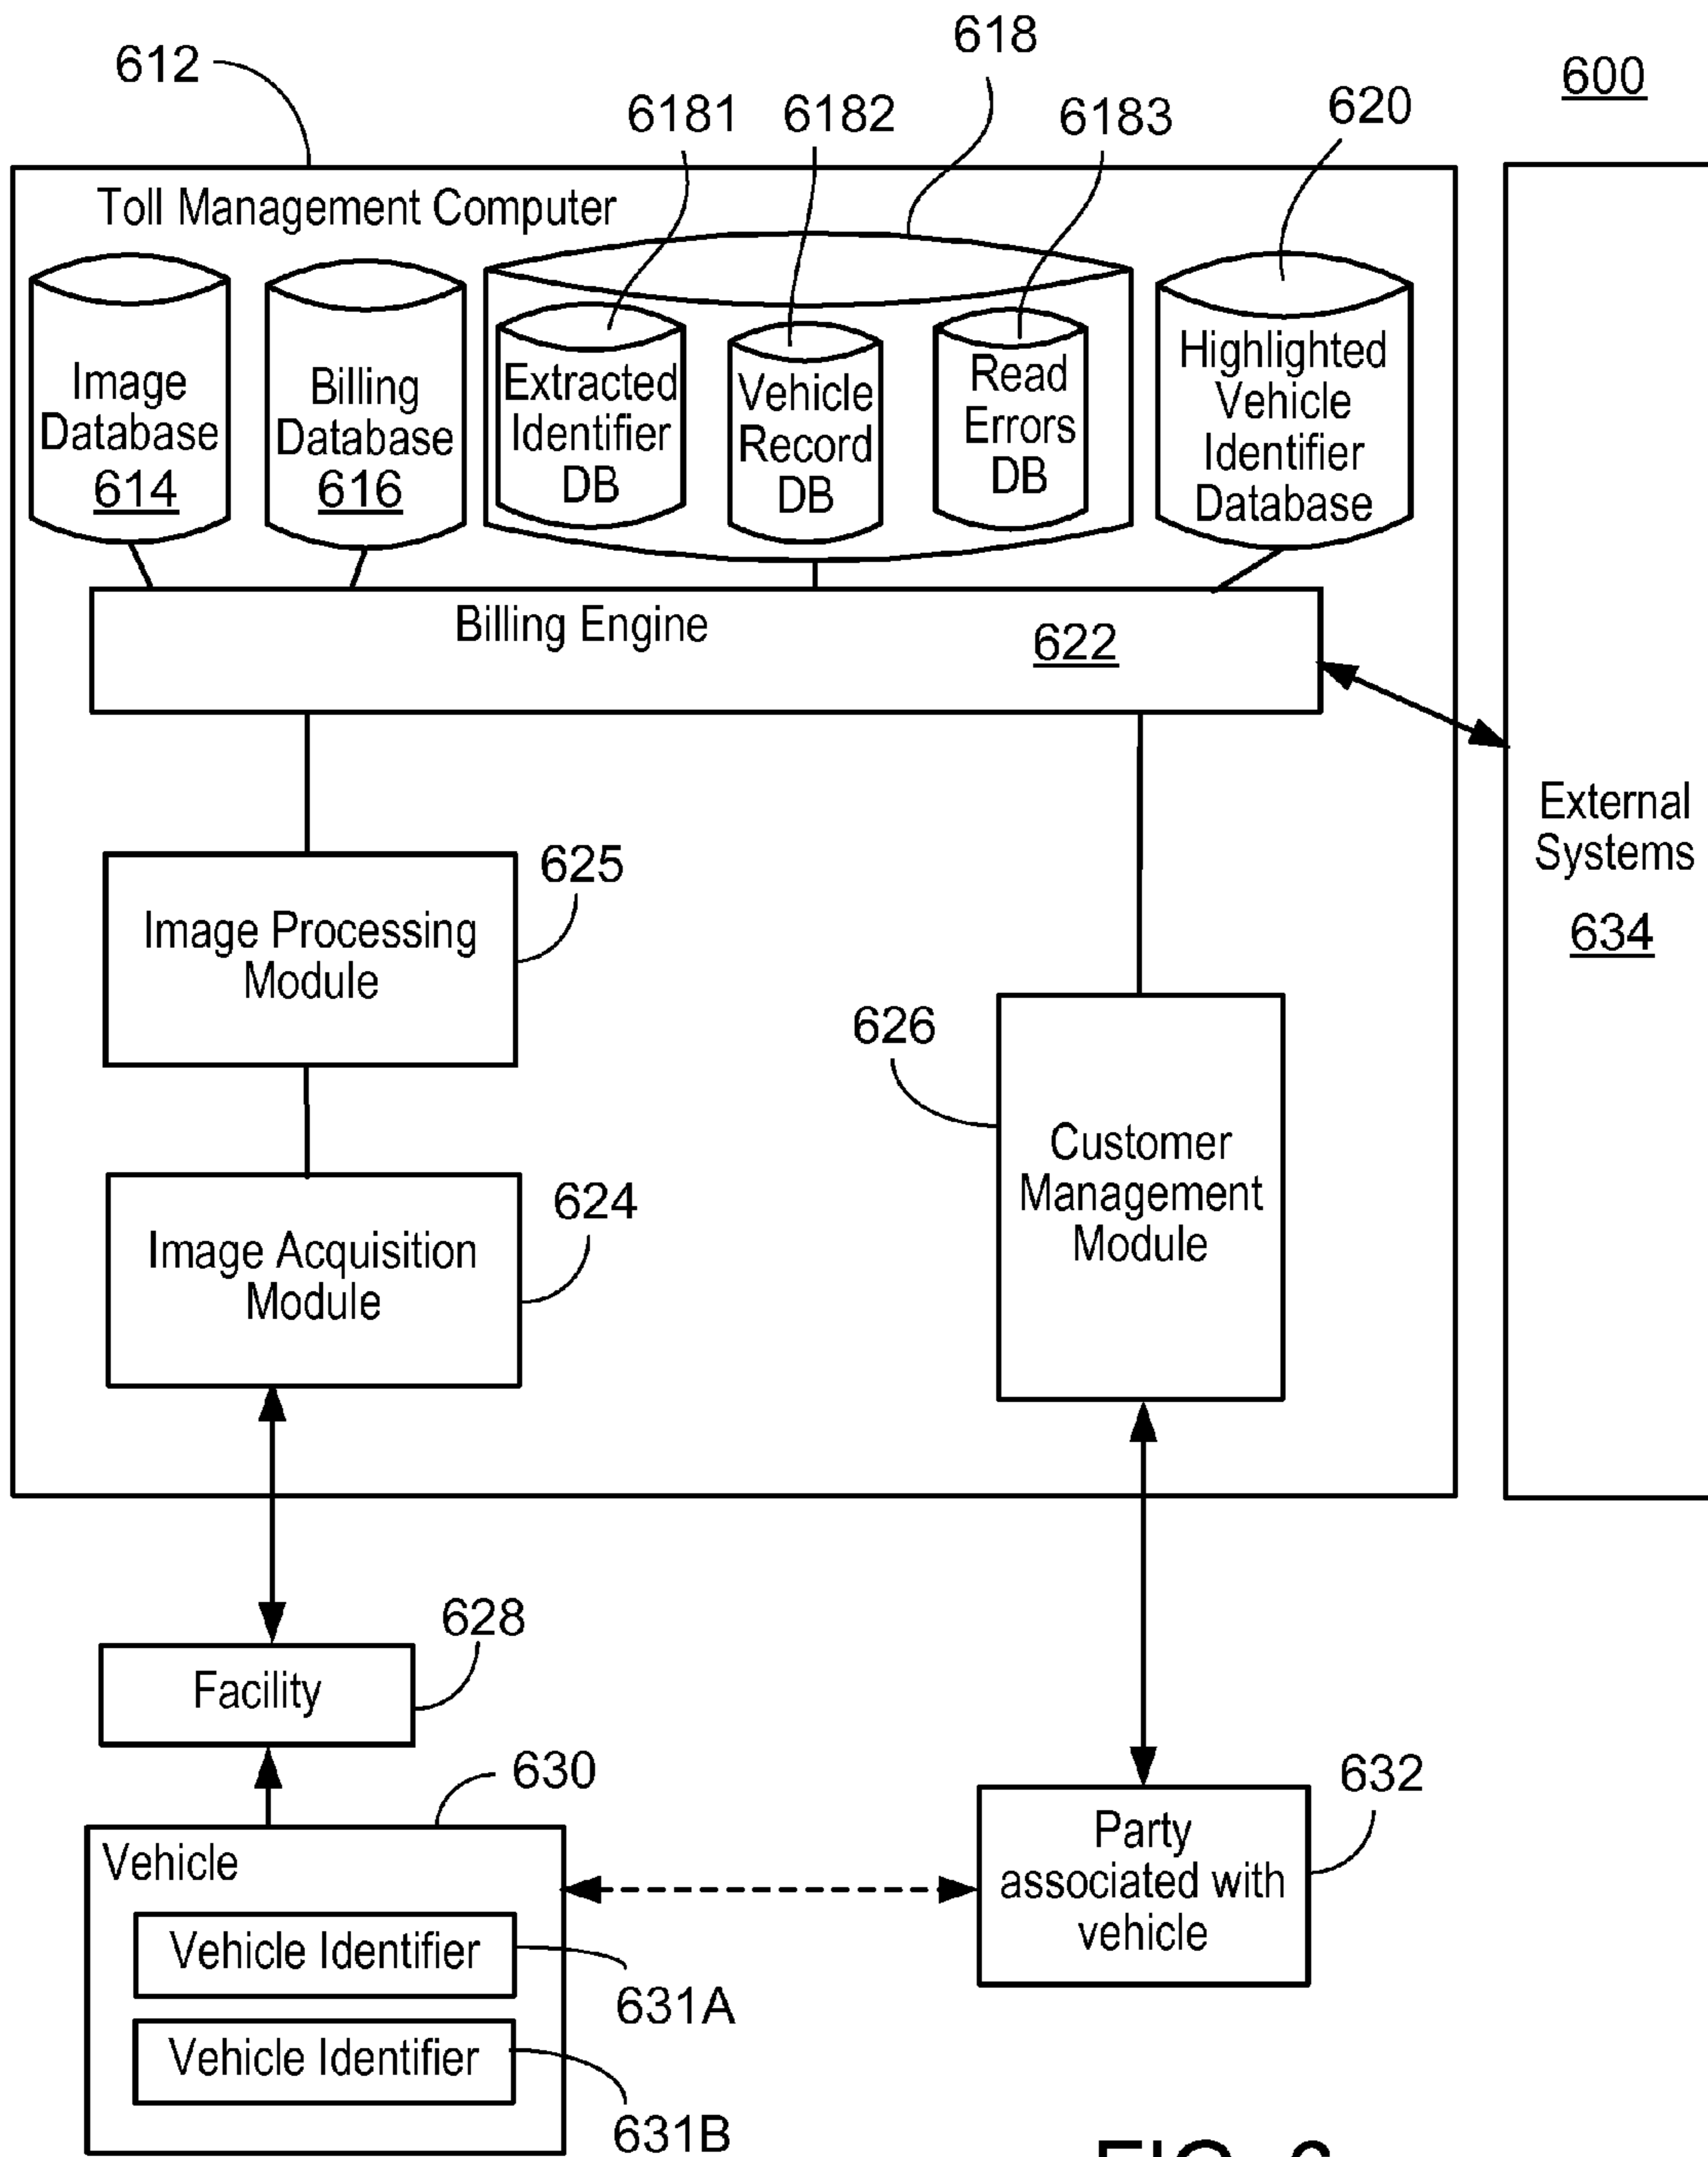 618
600
612
6181
6182
6183
620
Toll Management Computer
Image
Database
614
Billing
Database
616
Extracted
Identifier
DB
Vehicle
Record
DB
Read
Errors
DB
Highlighted
Vehicle
Identifier
Database
Billing Engine
622
External
Systems
634
625
Image Processing
Module
626
Customer
Management
Module
624
Image Acquisition
Module
628
Facility
630
632
Vehicle
Party
associated with
vehicle
Vehicle Identifier
631A
Vehicle Identifier
631B